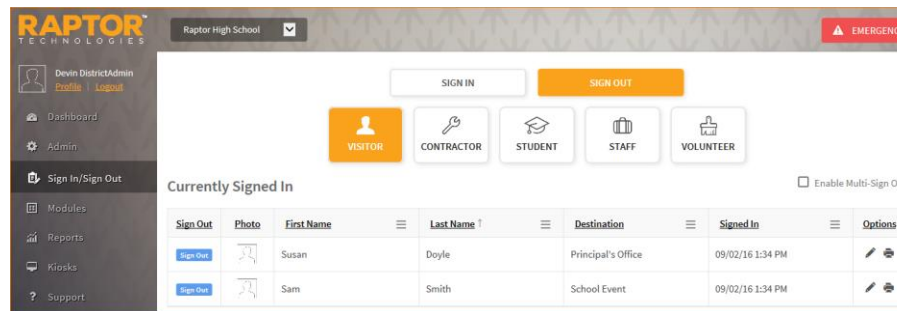 RAPTOR™
TECHNOLOGIES
Raptor High School
EMERGENC
Devin DistrictAdmin
Profile | Logout
Dashboard
Admin
Sign In/Sign Out
Modules
Reports
Kiosks
? Support
SIGN IN SIGN OUT
VISITOR CONTRACTOR STUDENT STAFF VOLUNTEER
Currently Signed In
Enable Multi-Sign O
Sign Out Photo First Name Last Name ↑ Destination Signed In Options
Sign Out Susan Doyle Principal's Office 09/02/16 1:34 PM
Sign Out Sam Smith School Event 09/02/16 1:34 PM